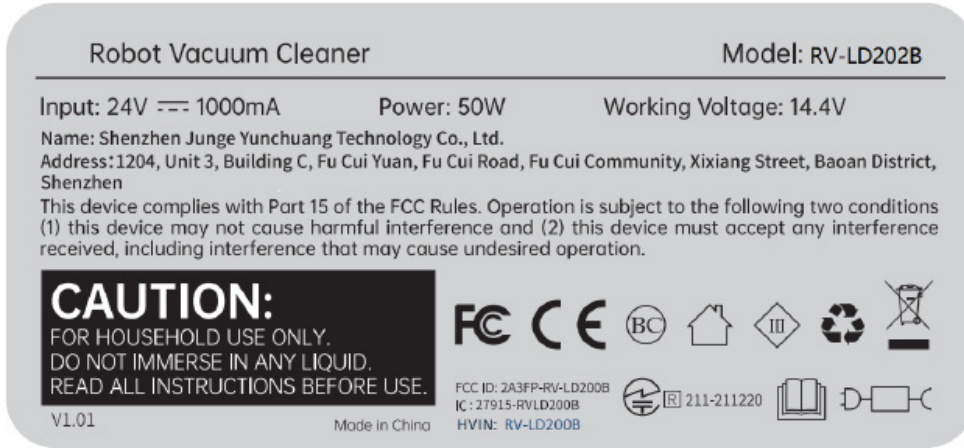 Robot Vacuum Cleaner Model: RV-LD202B
Input: 24V ⎓ 1000mA Power: 50W Working Voltage: 14.4V
Name: Shenzhen Junge Yunchuang Technology Co., Ltd.
Address:1204, Unit 3, Building C, Fu Cui Yuan, Fu Cui Road, Fu Cui Community, Xixiang Street, Baoan District,
Shenzhen
This device complies with Part 15 of the FCC Rules. Operation is subject to the following two conditions
(1) this device may not cause harmful interference and (2) this device must accept any interference
received, including interference that may cause undesired operation.
CAUTION:
FOR HOUSEHOLD USE ONLY.
DO NOT IMMERSE IN ANY LIQUID.
READ ALL INSTRUCTIONS BEFORE USE.
FC CE BC III
FCC ID: 2A3FP-RV-LD200B
IC : 27915-RVLD200B
HVIN: RV-LD200B
R 211-211220
V1.01 Made in China